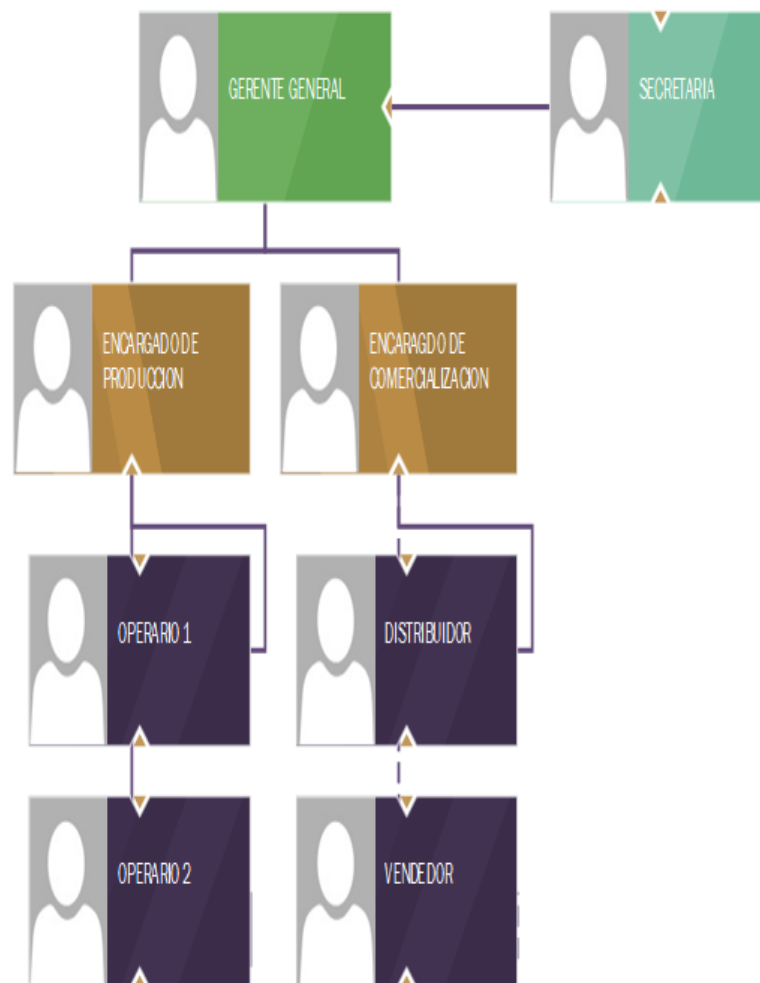 GERENTE GENERAL
SECRETARIA
ENCARGADO DE
PRODUCCION
ENCARAGDO DE
COMERCIALIZACION
OPERARIO 1
DISTRIBUIDOR
OPERARIO 2
VENDEDOR